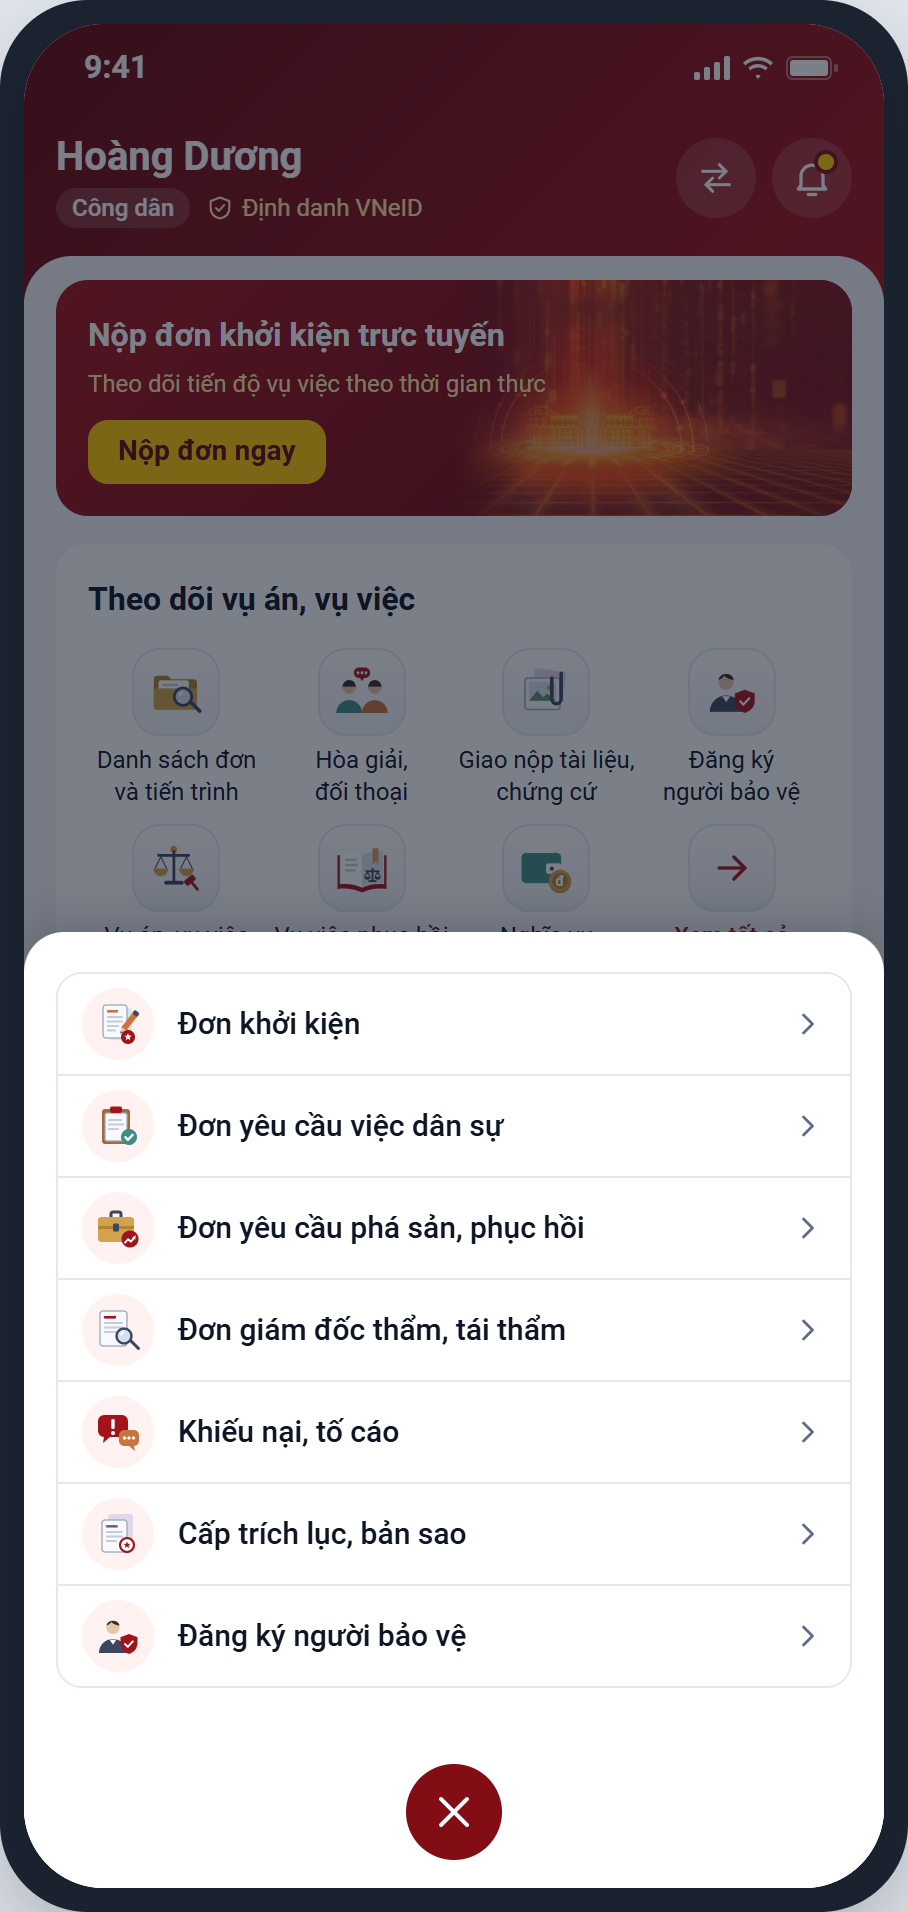 9:41
Hoàng Dương
Công dân
Định danh VNeID
Nộp đơn khởi kiện trực tuyến
Theo dõi tiến độ vụ việc theo thời gian thực
Nộp đơn ngay
Theo dõi vụ án, vụ việc
Danh sách đơn
và tiến trình
Hòa giải,
đối thoại
Giao nộp tài liệu,
chứng cứ
Đăng ký
người bảo vệ
Đơn khởi kiện
Đơn yêu cầu việc dân sự
Đơn yêu cầu phá sản, phục hồi
Đơn giám đốc thẩm, tái thẩm
Khiếu nại, tố cáo
Cấp trích lục, bản sao
Đăng ký người bảo vệ